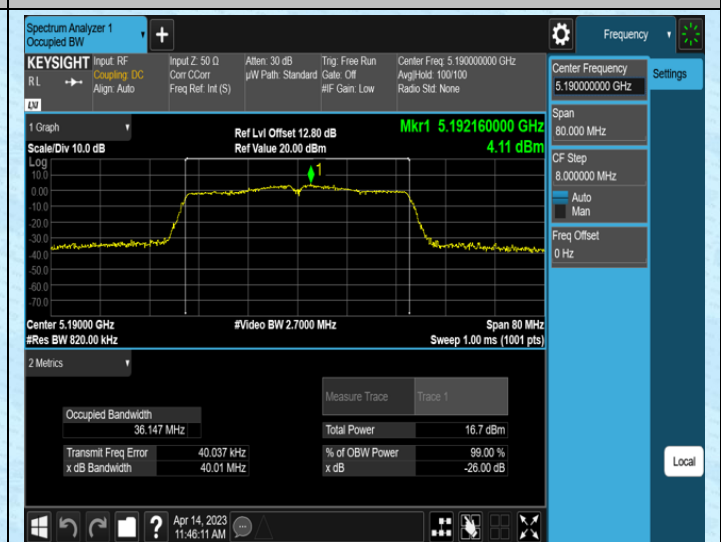 Spectrum Analyzer 1
Occupied BW
+
Frequency
KEYSIGHT
RL
LXI
Input: RF
Coupling: DC
Align: Auto
Input Z: 50 Ω
Corr CCorr
Freq Ref: Int (S)
Atten: 30 dB
µW Path: Standard
Trig: Free Run
Gate: Off
#IF Gain: Low
Center Freq: 5.190000000 GHz
Avg|Hold: 100/100
Radio Std: None
Center Frequency
5.190000000 GHz
Settings
Span
80.000 MHz
CF Step
8.000000 MHz
Auto
Man
Freq Offset
0 Hz
1 Graph
Scale/Div 10.0 dB
Ref Lvl Offset 12.80 dB
Ref Value 20.00 dBm
Mkr1 5.192160000 GHz
4.11 dBm
Log
10.0
0.00
-10.0
-20.0
-30.0
-40.0
-50.0
-60.0
-70.0
1
Center 5.19000 GHz
#Res BW 820.00 kHz
#Video BW 2.7000 MHz
Span 80 MHz
Sweep 1.00 ms (1001 pts)
2 Metrics
Measure Trace
Trace 1
Occupied Bandwidth
36.147 MHz
Total Power
16.7 dBm
Transmit Freq Error
40.037 kHz
% of OBW Power
99.00 %
x dB Bandwidth
40.01 MHz
x dB
-26.00 dB
Local
?
Apr 14, 2023
11:46:11 AM